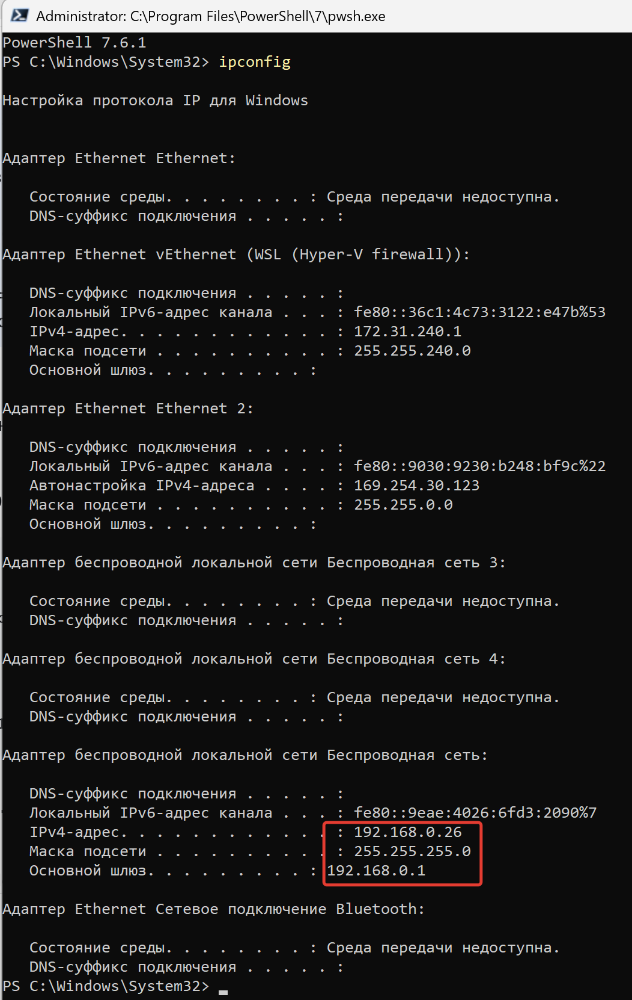 Administrator: C:\Program Files\PowerShell\7\pwsh.exe
PowerShell 7.6.1
PS C:\Windows\System32> ipconfig
Настройка протокола IP для Windows
Адаптер Ethernet Ethernet:
Состояние среды. . . . . . . . : Среда передачи недоступна.
DNS-суффикс подключения . . . . . :
Адаптер Ethernet vEthernet (WSL (Hyper-V firewall)):
DNS-суффикс подключения . . . . . :
Локальный IPv6-адрес канала . . . : fe80::36c1:4c73:3122:e47b%53
IPv4-адрес. . . . . . . . . . . . : 172.31.240.1
Маска подсети . . . . . . . . . . : 255.255.240.0
Основной шлюз. . . . . . . . . :
Адаптер Ethernet Ethernet 2:
DNS-суффикс подключения . . . . . :
Локальный IPv6-адрес канала . . . : fe80::9030:9230:b248:bf9c%22
Автонастройка IPv4-адреса . . . . : 169.254.30.123
Маска подсети . . . . . . . . . . : 255.255.0.0
Основной шлюз. . . . . . . . . :
Адаптер беспроводной локальной сети Беспроводная сеть 3:
Состояние среды. . . . . . . . : Среда передачи недоступна.
DNS-суффикс подключения . . . . . :
Адаптер беспроводной локальной сети Беспроводная сеть 4:
Состояние среды. . . . . . . . : Среда передачи недоступна.
DNS-суффикс подключения . . . . . :
Адаптер беспроводной локальной сети Беспроводная сеть:
DNS-суффикс подключения . . . . . :
Локальный IPv6-адрес канала . . . : fe80::9eae:4026:6fd3:2090%7
IPv4-адрес. . . . . . . . . . . . : 192.168.0.26
Маска подсети . . . . . . . . . . : 255.255.255.0
Основной шлюз. . . . . . . . . : 192.168.0.1
Адаптер Ethernet Сетевое подключение Bluetooth:
Состояние среды. . . . . . . . : Среда передачи недоступна.
DNS-суффикс подключения . . . . . :
PS C:\Windows\System32>